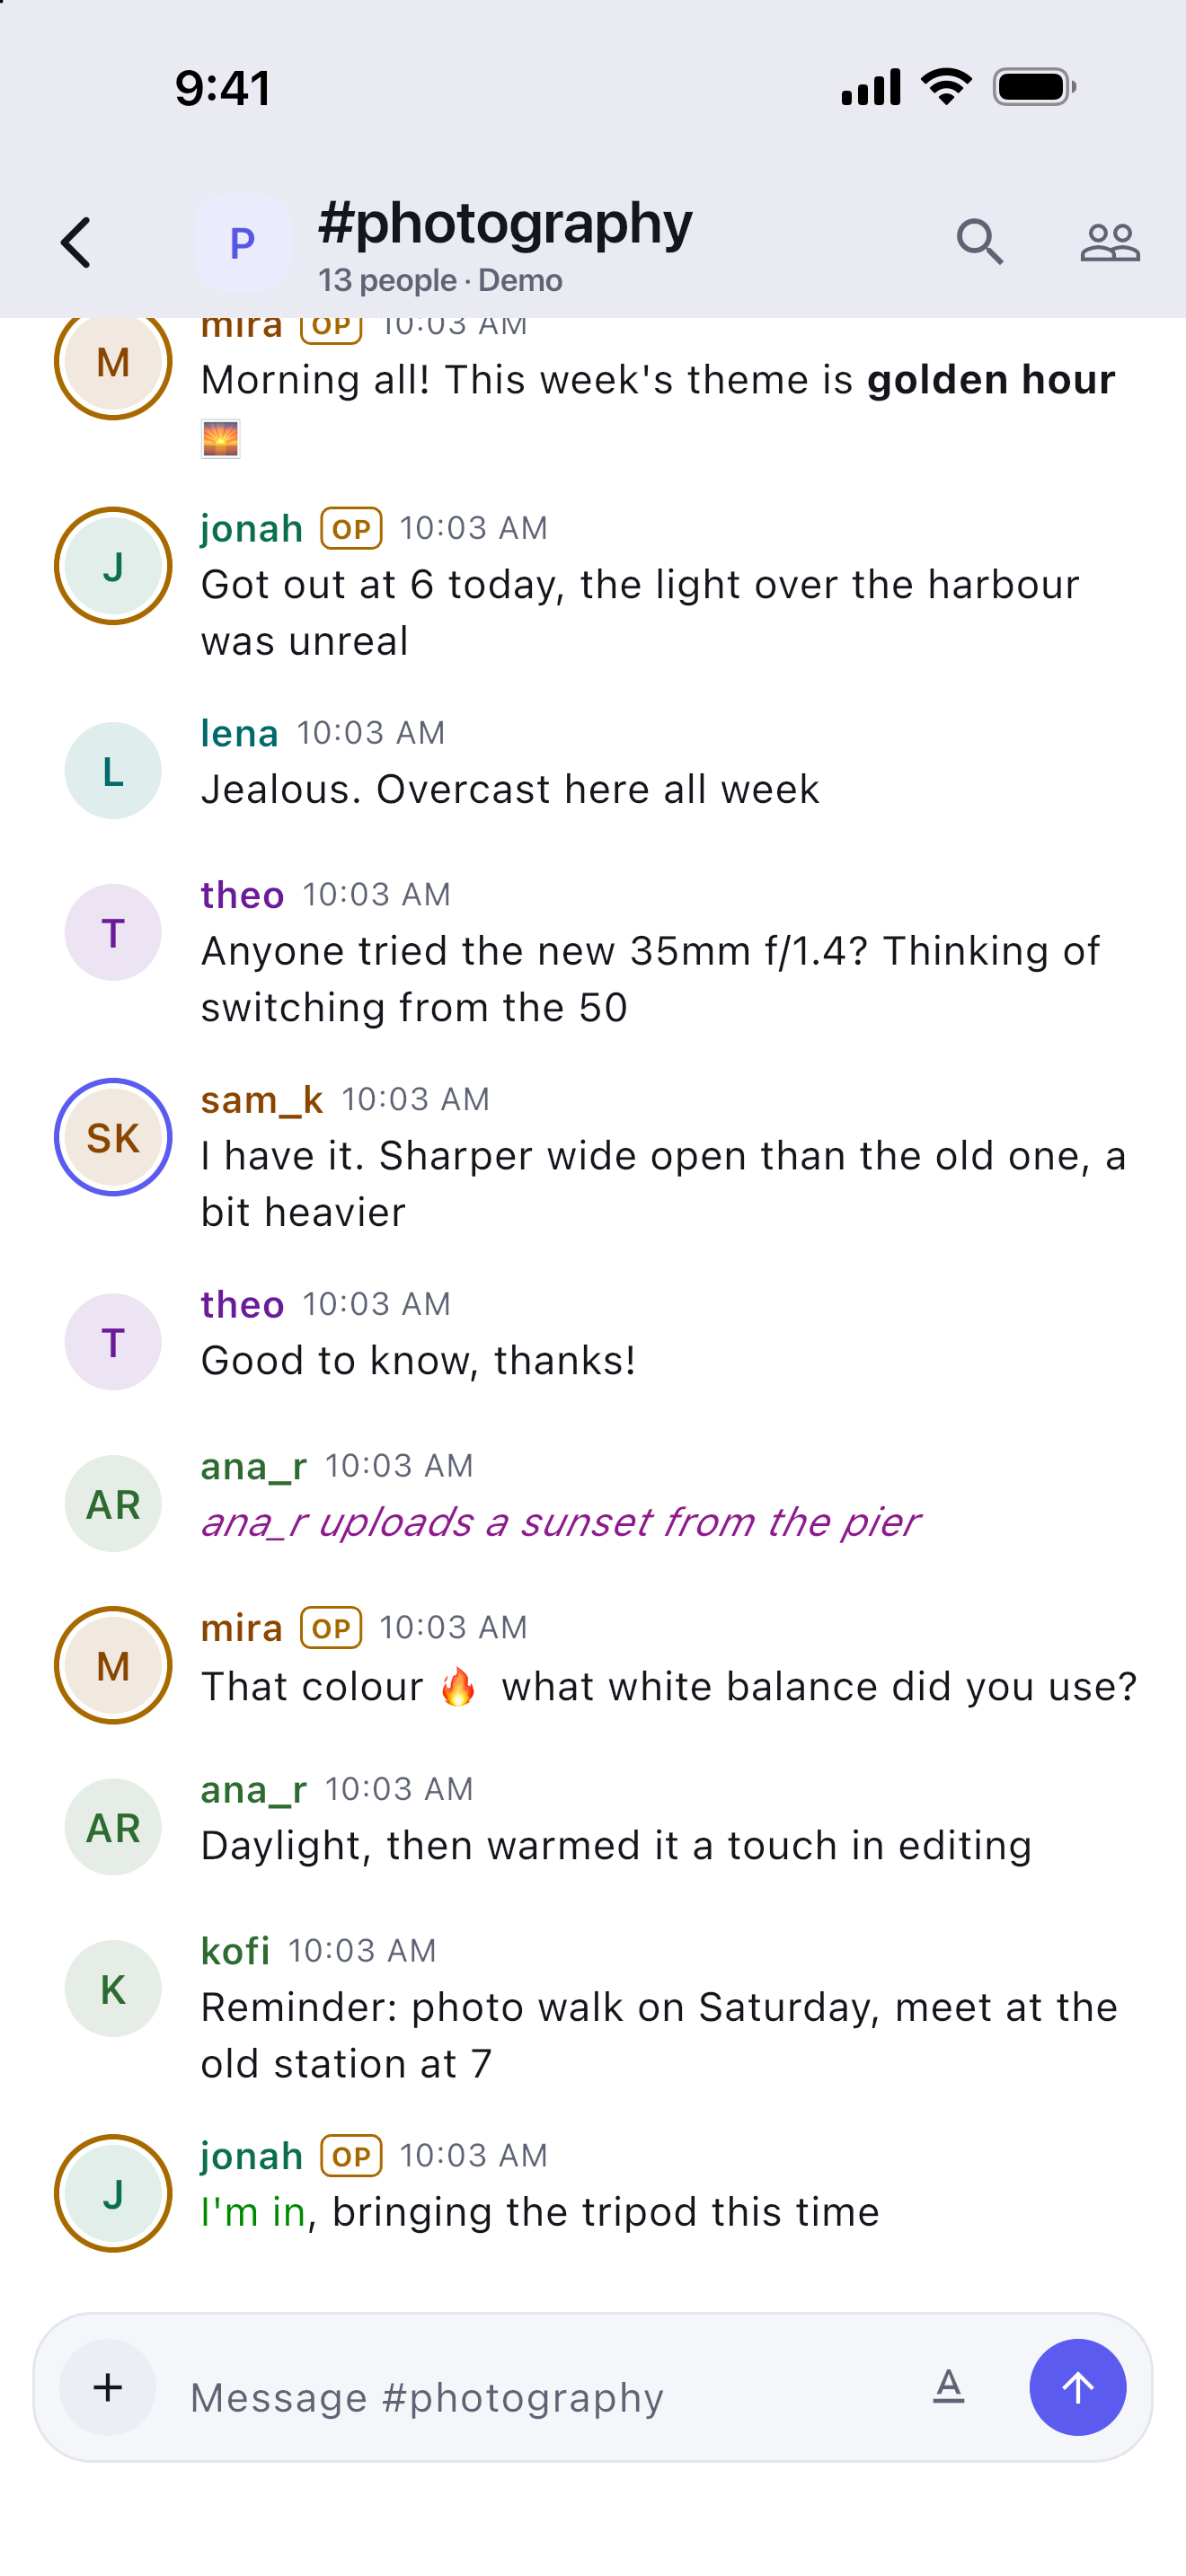 9:41
P
#photography
13 people · Demo
M
mira OP 10:03 AM
Morning all! This week's theme is golden hour
🌅
J
jonah OP 10:03 AM
Got out at 6 today, the light over the harbour
was unreal
L
lena 10:03 AM
Jealous. Overcast here all week
T
theo 10:03 AM
Anyone tried the new 35mm f/1.4? Thinking of
switching from the 50
SK
sam_k 10:03 AM
I have it. Sharper wide open than the old one, a
bit heavier
T
theo 10:03 AM
Good to know, thanks!
AR
ana_r 10:03 AM
ana_r uploads a sunset from the pier
M
mira OP 10:03 AM
That colour 🔥 what white balance did you use?
AR
ana_r 10:03 AM
Daylight, then warmed it a touch in editing
K
kofi 10:03 AM
Reminder: photo walk on Saturday, meet at the
old station at 7
J
jonah OP 10:03 AM
I'm in, bringing the tripod this time
+
Message #photography
A